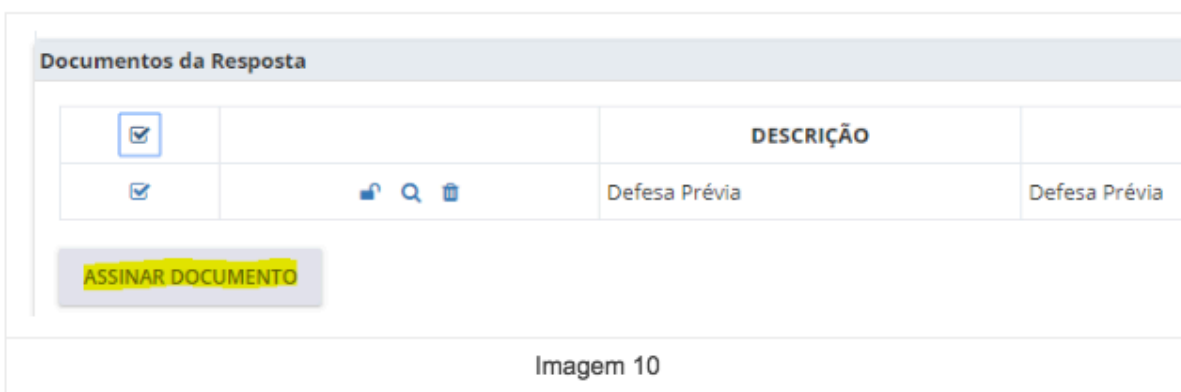 Documentos da Resposta
DESCRIÇÃO
Defesa Prévia Defesa Prévia
ASSINAR DOCUMENTO
Imagem 10